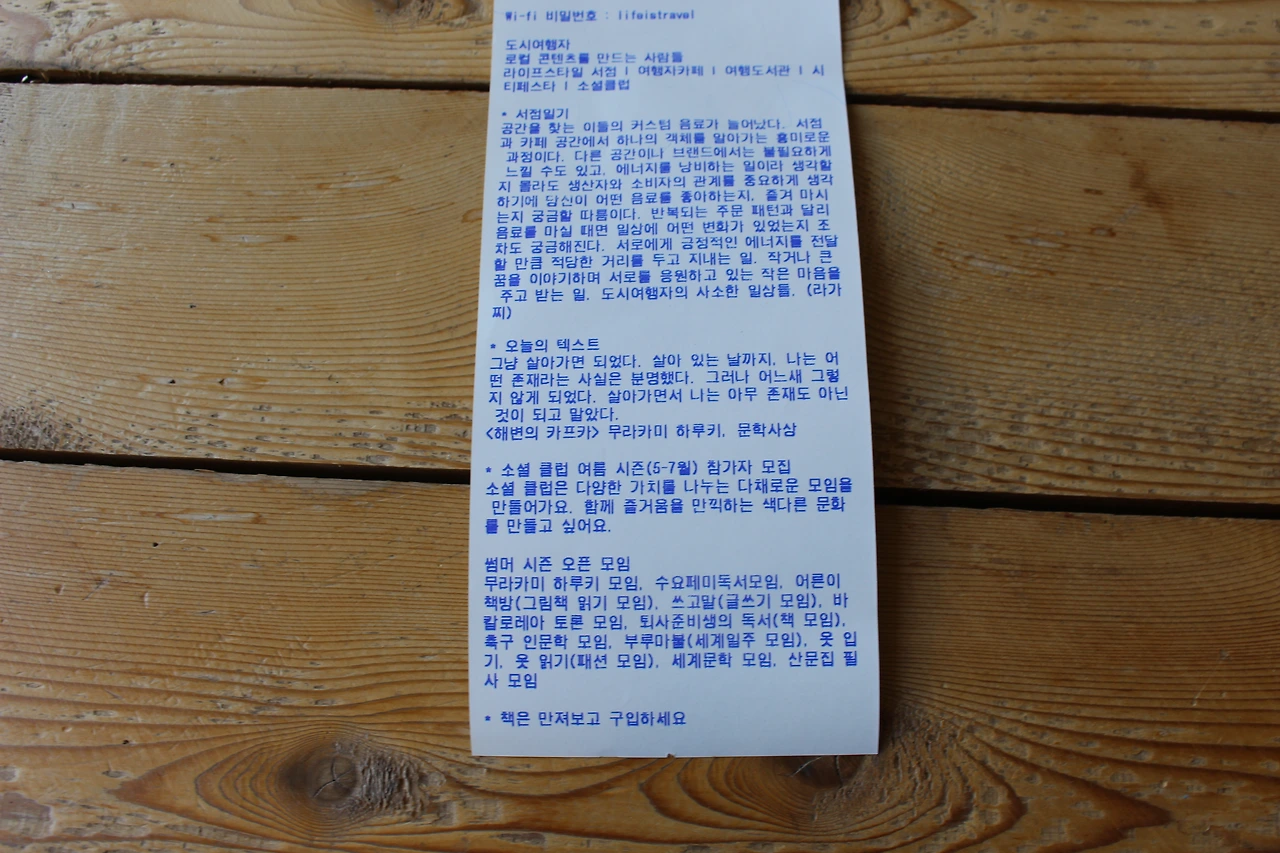 Wi-fi 비밀번호 : lifeistravel
도시여행자
로컬 콘텐츠를 만드는 사람들
라이프스타일 서점 | 여행자카페 | 여행도서관 | 시
티페스타 | 소셜클럽
* 서점일기
공간을 찾는 이들의 커스텀 음료가 늘어났다. 서점
과 카페 공간에서 하나의 객체를 알아가는 흥미로운
과정이다. 다른 공간이나 브랜드에서는 불필요하게
느낄 수도 있고, 에너지를 낭비하는 일이라 생각할
지 몰라도 생산자와 소비자의 관계를 중요하게 생각
하기에 당신이 어떤 음료를 좋아하는지, 즐겨 마시
는지 궁금할 따름이다. 반복되는 주문 패턴과 달리
음료를 마실 때면 일상에 어떤 변화가 있었는지 조
차도 궁금해진다. 서로에게 긍정적인 에너지를 전달
할 만큼 적당한 거리를 두고 지내는 일. 작거나 큰
꿈을 이야기하며 서로를 응원하고 있는 작은 마음을
주고 받는 일. 도시여행자의 사소한 일상들. (라가
찌)
* 오늘의 텍스트
그냥 살아가면 되었다. 살아 있는 날까지, 나는 어
떤 존재라는 사실은 분명했다. 그러나 어느새 그렇
지 않게 되었다. 살아가면서 나는 아무 존재도 아닌
것이 되고 말았다.
<해변의 카프카> 무라카미 하루키, 문학사상
* 소셜 클럽 여름 시즌(5-7월) 참가자 모집
소셜 클럽은 다양한 가치를 나누는 다채로운 모임을
만들어가요. 함께 즐거움을 만끽하는 색다른 문화
를 만들고 싶어요.
썸머 시즌 오픈 모임
무라카미 하루키 모임, 수요페미독서모임, 어른이
책방(그림책 읽기 모임), 쓰고말(글쓰기 모임), 바
칼로레아 토론 모임, 퇴사준비생의 독서(책 모임),
축구 인문학 모임, 부루마불(세계일주 모임), 옷 입
기, 옷 읽기(패션 모임), 세계문학 모임, 산문집 필
사 모임
* 책은 만져보고 구입하세요